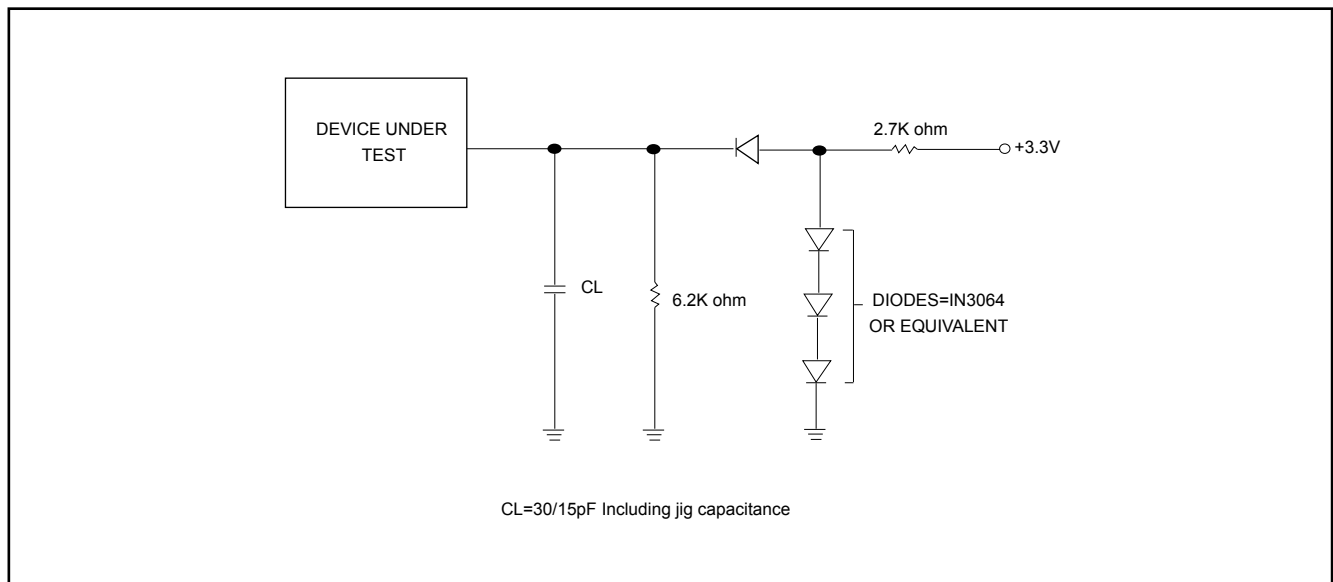 DEVICE UNDER
TEST
2.7K ohm
+3.3V
CL
6.2K ohm
DIODES=IN3064
OR EQUIVALENT
CL=30/15pF Including jig capacitance